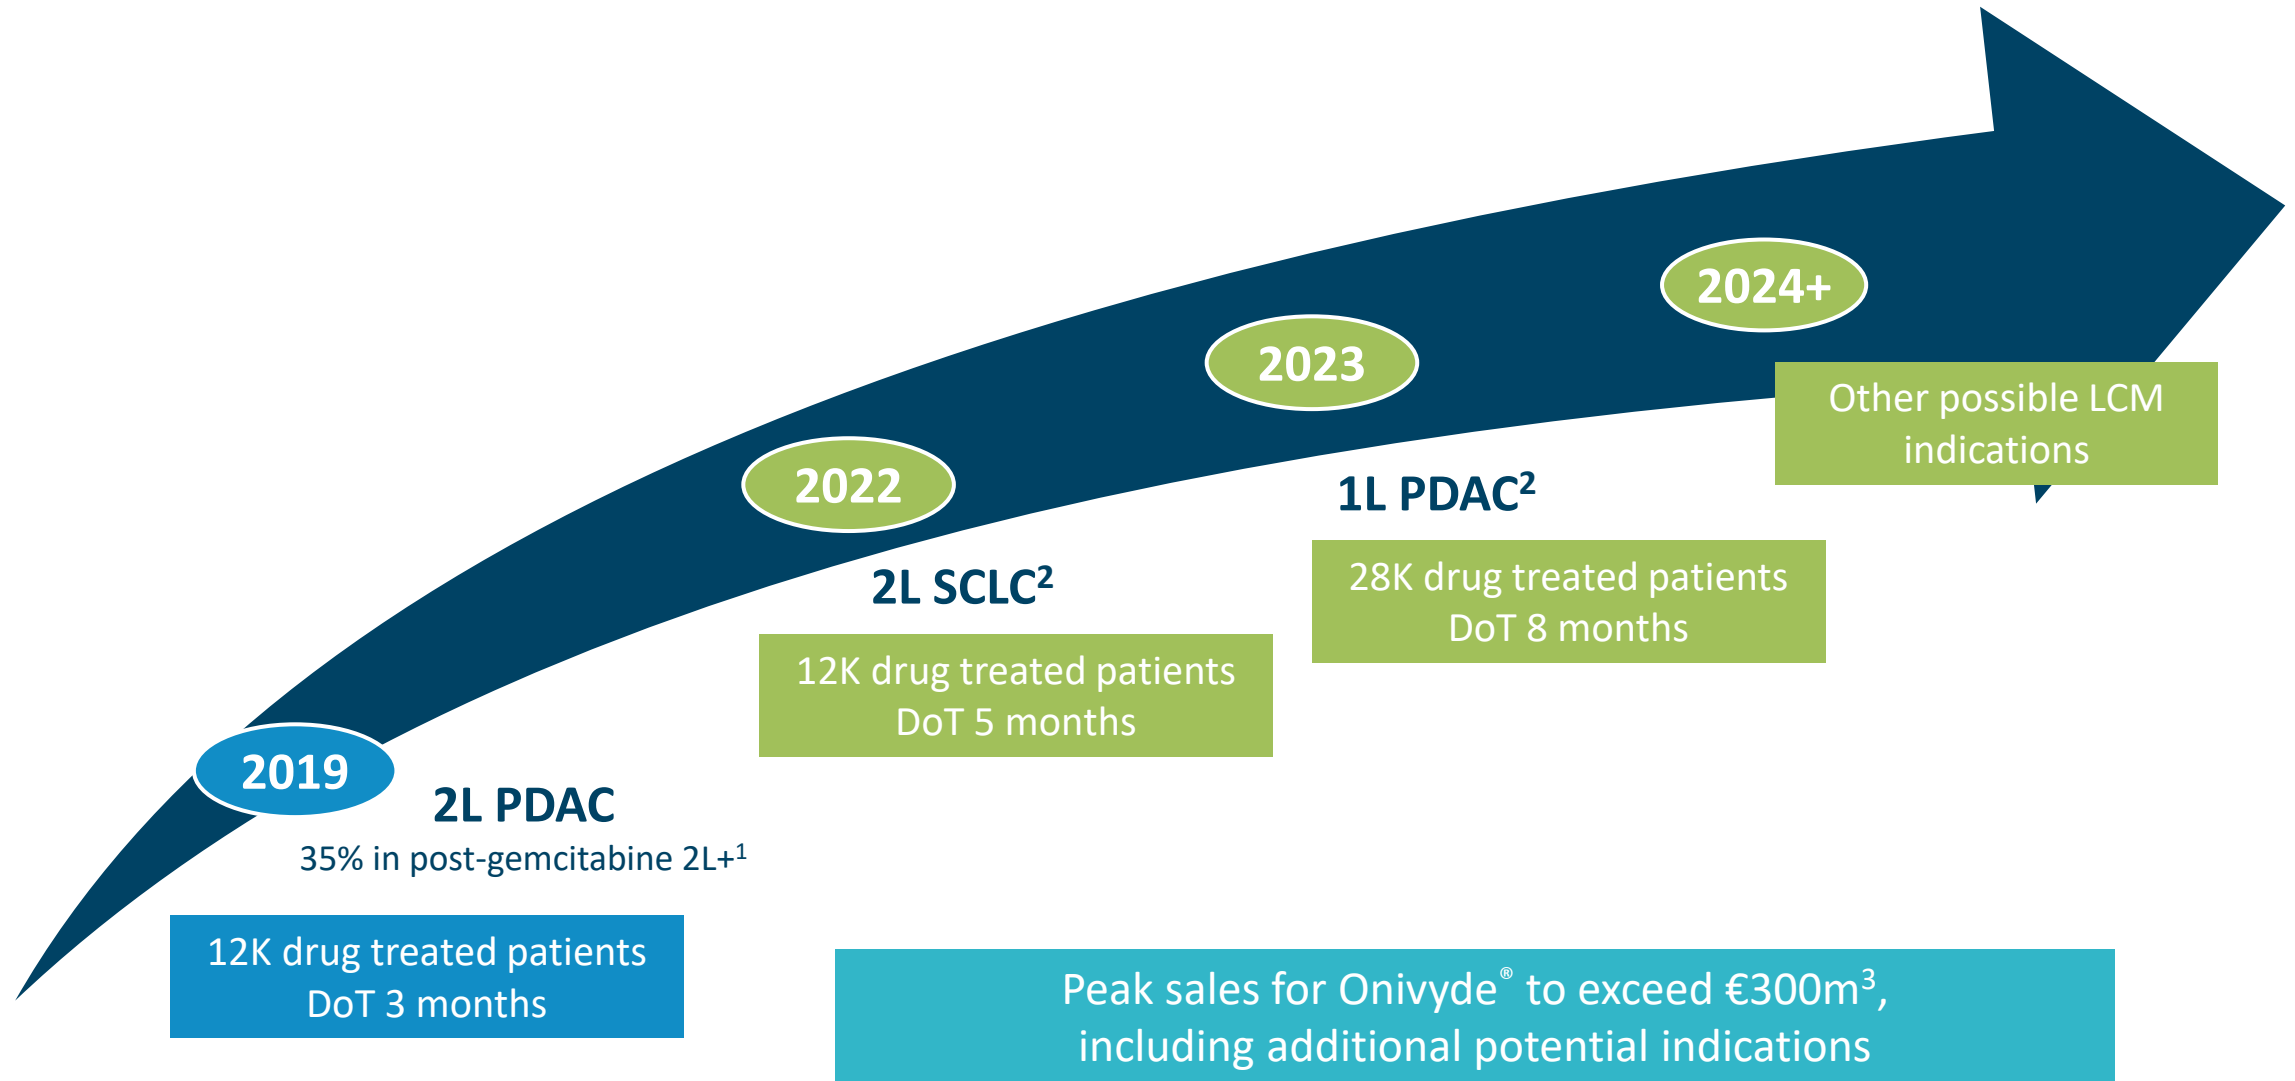 2019
2L PDAC
35% in post-gemcitabine 2L+¹
12K drug treated patients
DoT 3 months
2022
2L SCLC²
12K drug treated patients
DoT 5 months
2023
1L PDAC²
28K drug treated patients
DoT 8 months
2024+
Other possible LCM
indications
Peak sales for Onivyde® to exceed €300m³,
including additional potential indications